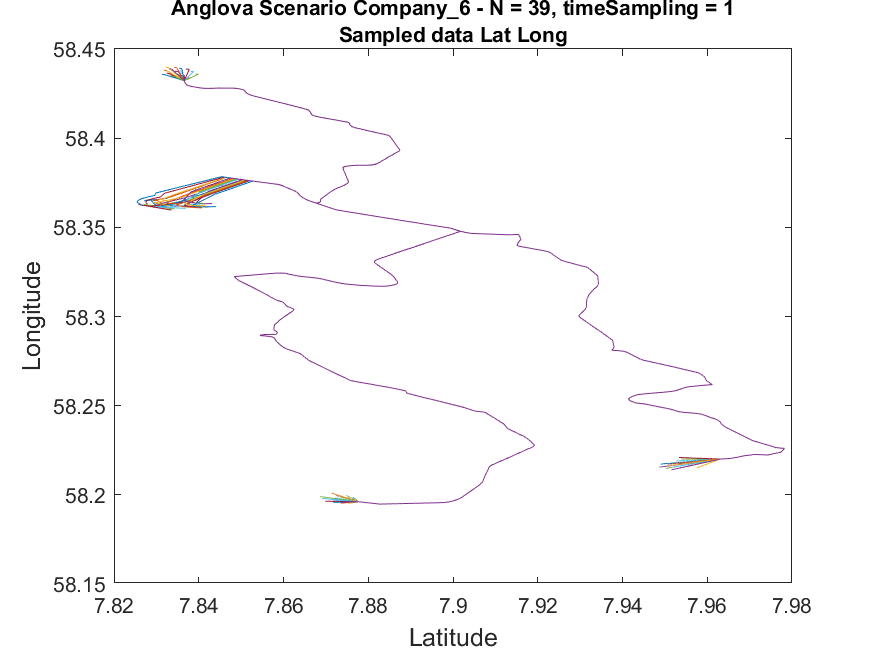 Anglova Scenario Company_6 - N = 39, timeSampling = 1
Sampled data Lat Long
58.45
58.4
58.35
58.3
58.25
58.2
58.15
Longitude
7.82 7.84 7.86 7.88 7.9 7.92 7.94 7.96 7.98
Latitude